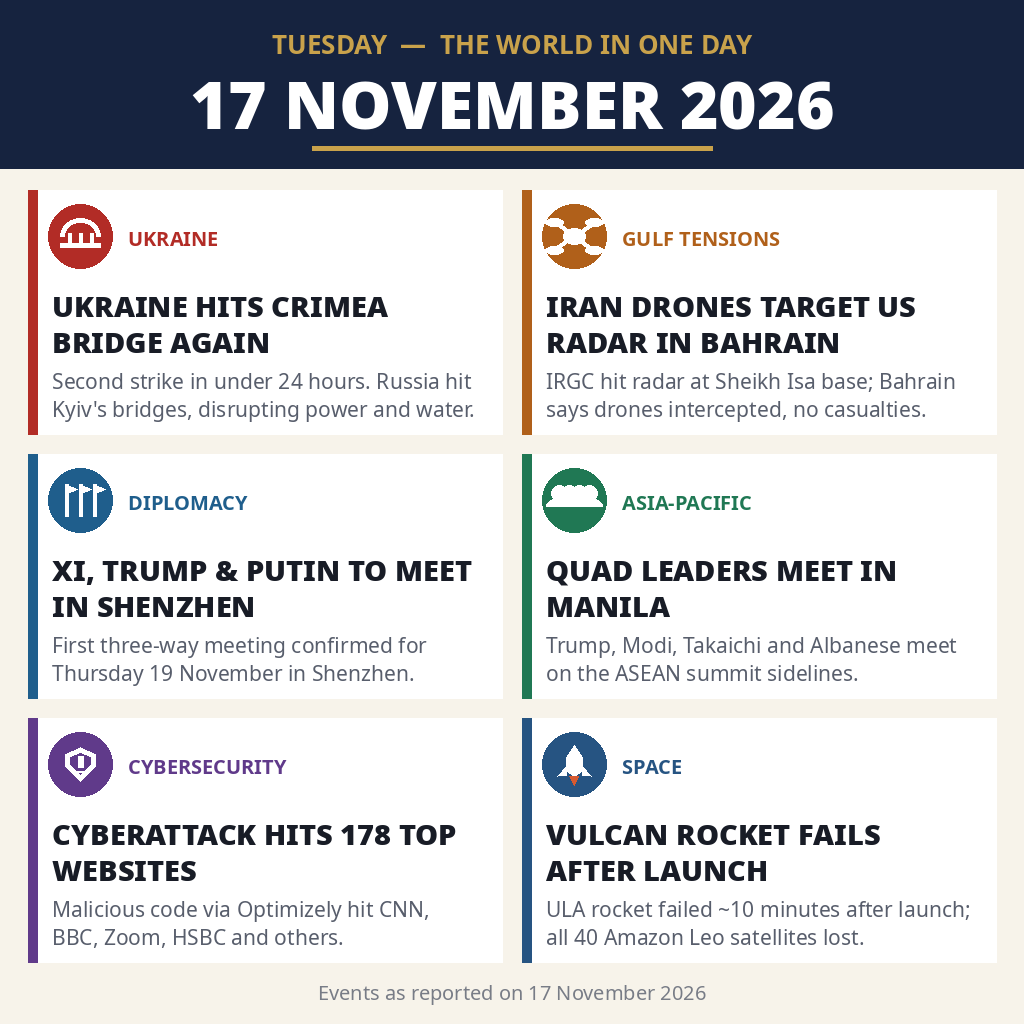 TUESDAY — THE WORLD IN ONE DAY
17 NOVEMBER 2026
UKRAINE
UKRAINE HITS CRIMEA
BRIDGE AGAIN
Second strike in under 24 hours. Russia hit
Kyiv's bridges, disrupting power and water.
GULF TENSIONS
IRAN DRONES TARGET US
RADAR IN BAHRAIN
IRGC hit radar at Sheikh Isa base; Bahrain
says drones intercepted, no casualties.
DIPLOMACY
XI, TRUMP & PUTIN TO MEET
IN SHENZHEN
First three-way meeting confirmed for
Thursday 19 November in Shenzhen.
ASIA-PACIFIC
QUAD LEADERS MEET IN
MANILA
Trump, Modi, Takaichi and Albanese meet
on the ASEAN summit sidelines.
CYBERSECURITY
CYBERATTACK HITS 178 TOP
WEBSITES
Malicious code via Optimizely hit CNN,
BBC, Zoom, HSBC and others.
SPACE
VULCAN ROCKET FAILS
AFTER LAUNCH
ULA rocket failed ~10 minutes after launch;
all 40 Amazon Leo satellites lost.
Events as reported on 17 November 2026